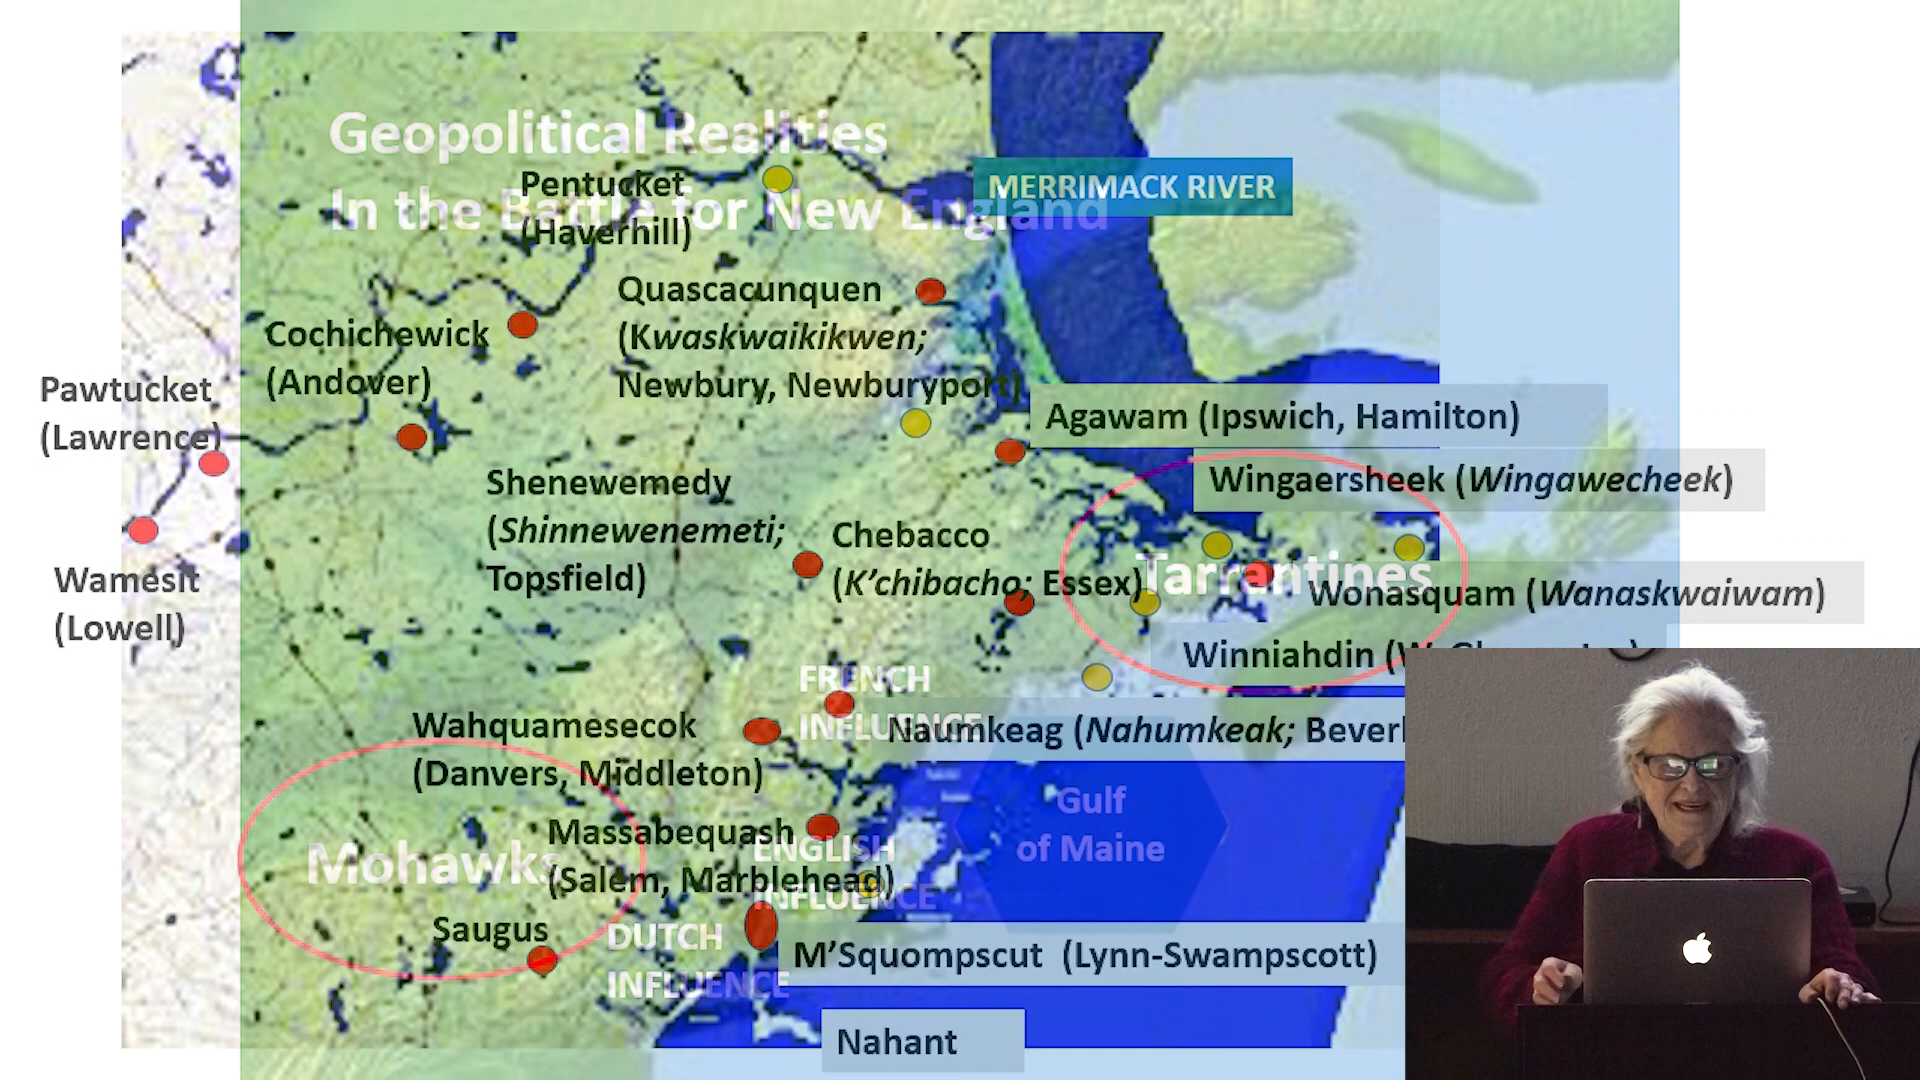 Geopolitical Realities
In the Battle for New England
Pentucket
(Haverhill)
MERRIMACK RIVER
Quascacunquen
(Kwaskwaikikwen;
Newbury, Newburyport)
Cochichewick
(Andover)
Pawtucket
(Lawrence)
Agawam (Ipswich, Hamilton)
Wingaersheek (Wingawecheek)
Shenewemedy
(Shinnewenemeti;
Topsfield)
Chebacco
(K'chibacho; Essex)
Tarrantines
Wamesit
(Lowell)
Wonasquam (Wanaskwaiwam)
Winniahdin
FRENCH
INFLUENCE
Naumkeag (Nahumkeak;
Wahquamesecok
(Danvers, Middleton)
Gulf
of Maine
Mohawks
Massabequash
(Salem, Marblehead)
ENGLISH
INFLUENCE
Saugus
DUTCH
INFLUENCE
M'Squompscut (Lynn-Swampscott)
Nahant